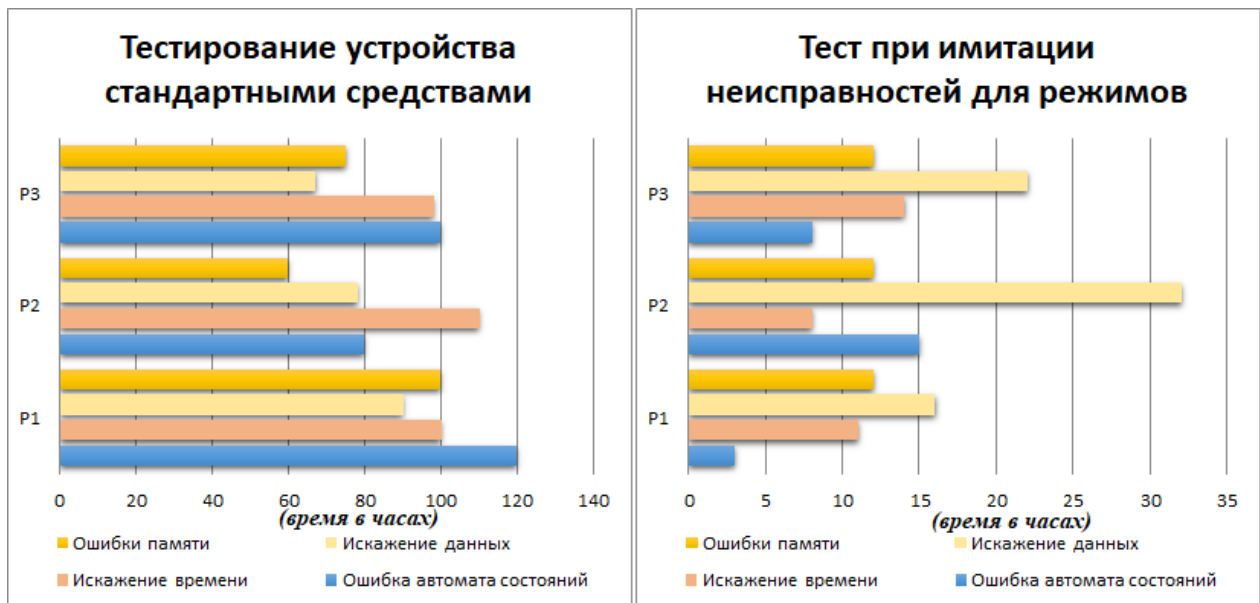 Тестирование устройства
стандартными средствами
P3
P2
P1
0 20 40 60 80 100 120 140
(время в часах)
Ошибки памяти Искажение данных
Искажение времени Ошибка автомата состояний
Тест при имитации
неисправностей для режимов
P3
P2
P1
0 5 10 15 20 25 30 35
(время в часах)
Ошибки памяти Искажение данных
Искажение времени Ошибка автомата состояний